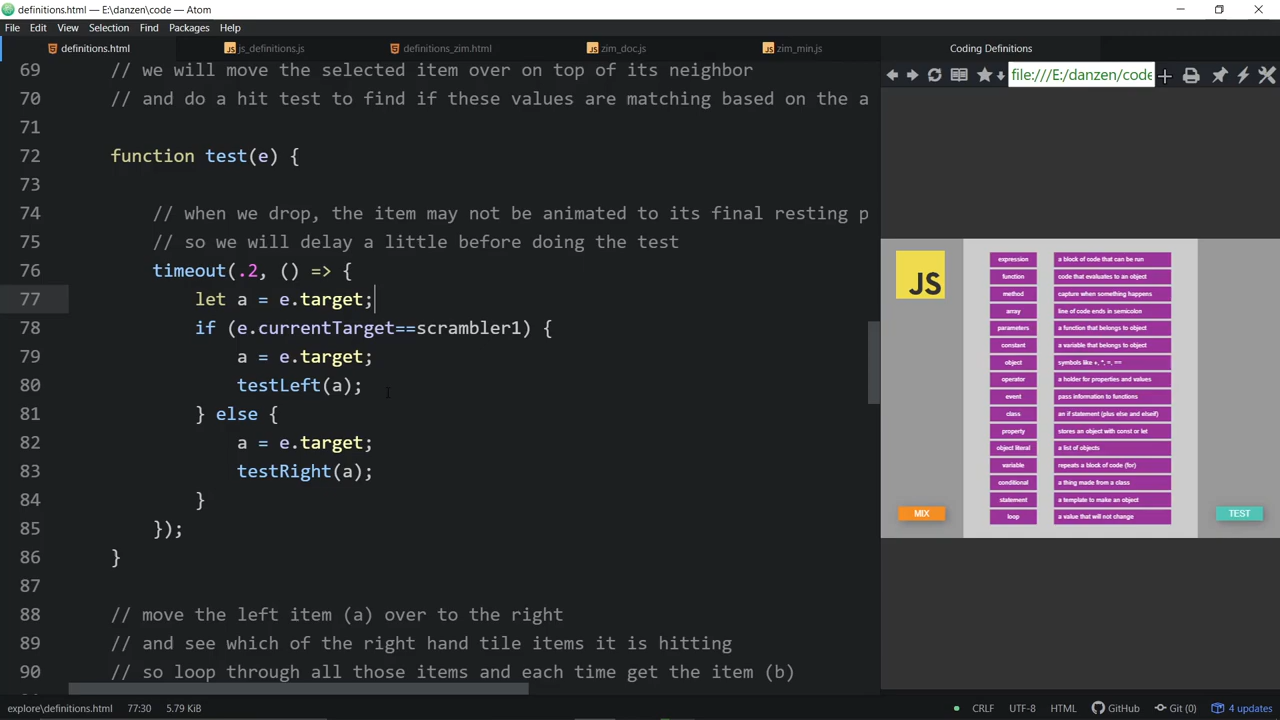 definitions.html — E:\danzen\code — Atom
File Edit View Selection Find Packages Help
definitions.html js_definitions.js definitions_zim.html zim_doc.js zim_min.js Coding Definitions
file:///E:/danzen/code
69 // we will move the selected item over on top of its neighbor
70 // and do a hit test to find if these values are matching based on the a
71
72 function test(e) {
73
74 // when we drop, the item may not be animated to its final resting p
75 // so we will delay a little before doing the test
76 timeout(.2, () => {
77 let a = e.target;
78 if (e.currentTarget==scrambler1) {
79 a = e.target;
80 testLeft(a);
81 } else {
82 a = e.target;
83 testRight(a);
84 }
85 });
86 }
87
88 // move the left item (a) over to the right
89 // and see which of the right hand tile items it is hitting
90 // so loop through all those items and each time get the item (b)
JS
expression a block of code that can be run
function code that evaluates to an object
method capture when something happens
array line of code ends in semicolon
parameters a function that belongs to object
constant a variable that belongs to object
object symbols like +, *, =, ==
operator a holder for properties and values
event pass information to functions
class an if statement (plus else and elseif)
property stores an object with const or let
object literal a list of objects
variable repeats a block of code (for)
conditional a thing made from a class
statement a template to make an object
loop a value that will not change
MIX
TEST
explore\definitions.html 77:30 5.79 KiB CRLF UTF-8 HTML GitHub Git (0) 4 updates